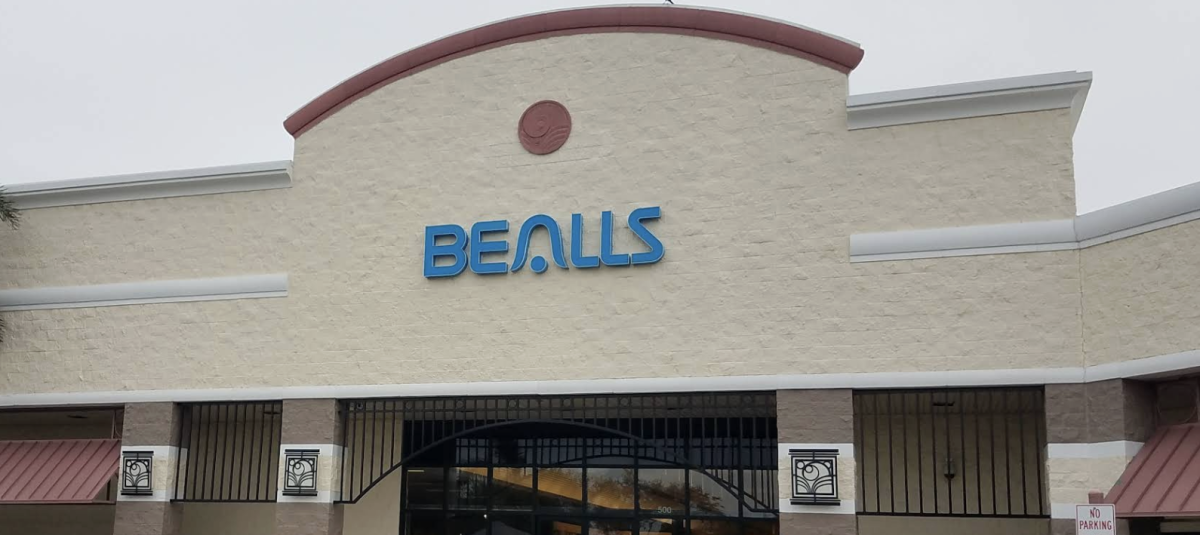 BEALLS
500
NO
PARKING